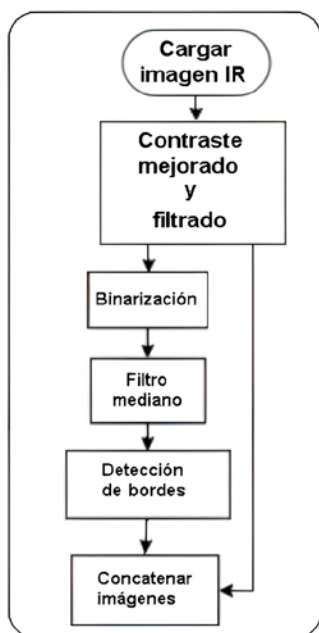 Cargar
imagen IR
Contraste
mejorado
y
filtrado
Binarización
Filtro
mediano
Detección
de bordes
Concatenar
imágenes